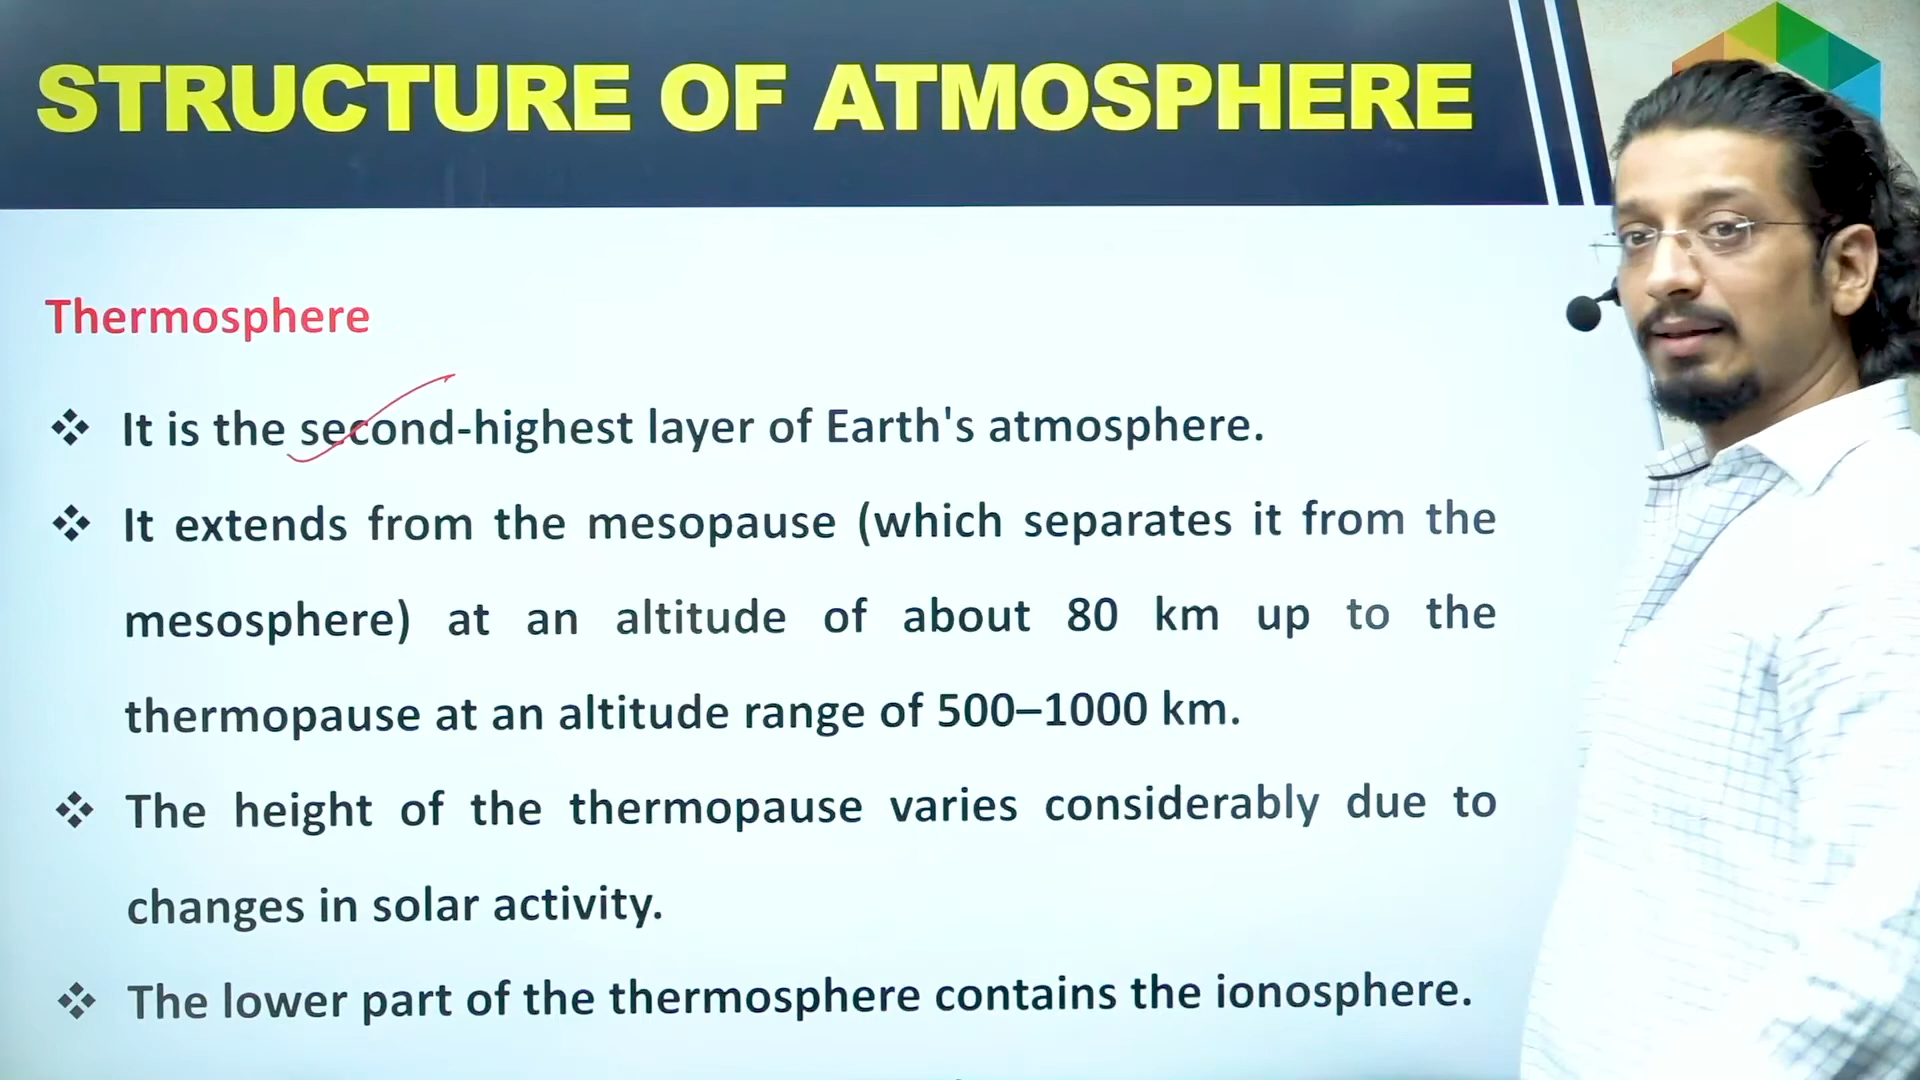 STRUCTURE OF ATMOSPHERE
Thermosphere
❖ It is the second-highest layer of Earth's atmosphere.
❖ It extends from the mesopause (which separates it from the
mesosphere) at an altitude of about 80 km up to the
thermopause at an altitude range of 500–1000 km.
❖ The height of the thermopause varies considerably due to
changes in solar activity.
❖ The lower part of the thermosphere contains the ionosphere.